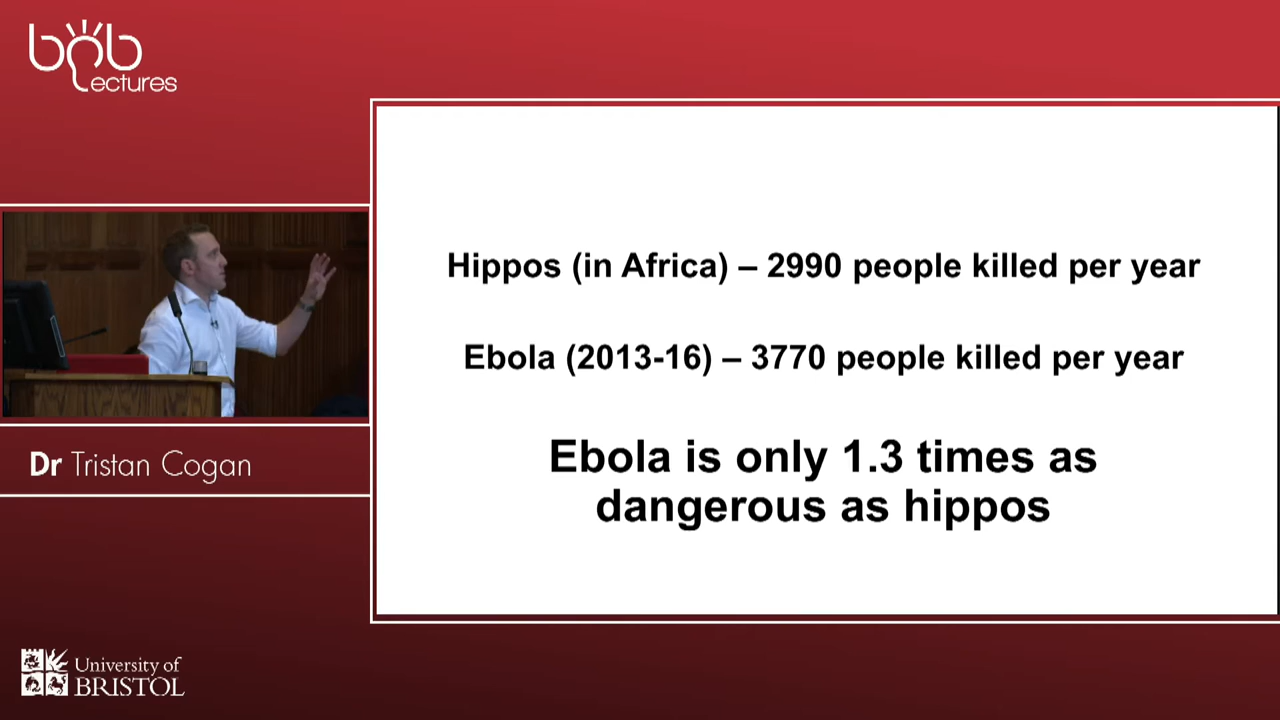 bob
Lectures
Hippos (in Africa) – 2990 people killed per year
Ebola (2013-16) – 3770 people killed per year
Ebola is only 1.3 times as
dangerous as hippos
Dr Tristan Cogan
University of
BRISTOL